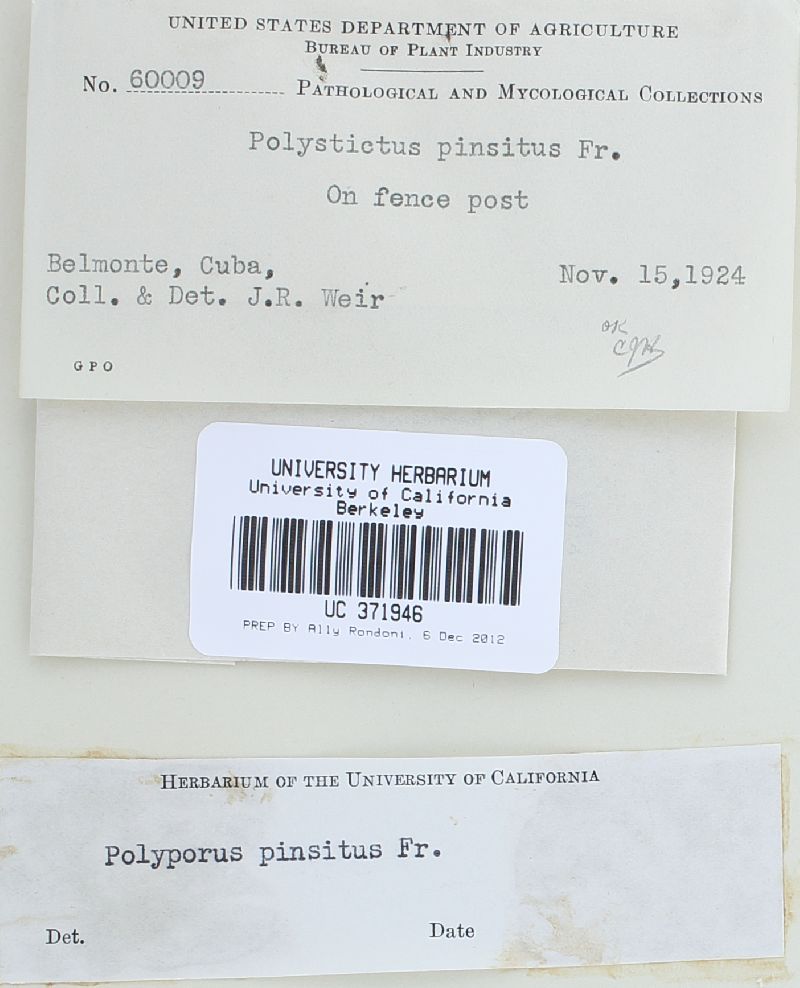 UNITED STATES DEPARTMENT OF AGRICULTURE
BUREAU OF PLANT INDUSTRY
No. 60009 PATHOLOGICAL AND MYCOLOGICAL COLLECTIONS
Polystictus pinsitus Fr.
On fence post
Belmonte, Cuba,
Nov. 15,1924
Coll. & Det. J.R. Weir
OK
GPO
UNIVERSITY HERBARIUM
University of California
Berkeley
UC 371946
PREP BY Ally Rondoni, 6 Dec 2012
HERBARIUM OF THE UNIVERSITY OF CALIFORNIA
Polyporus pinsitus Fr.
Det. Date